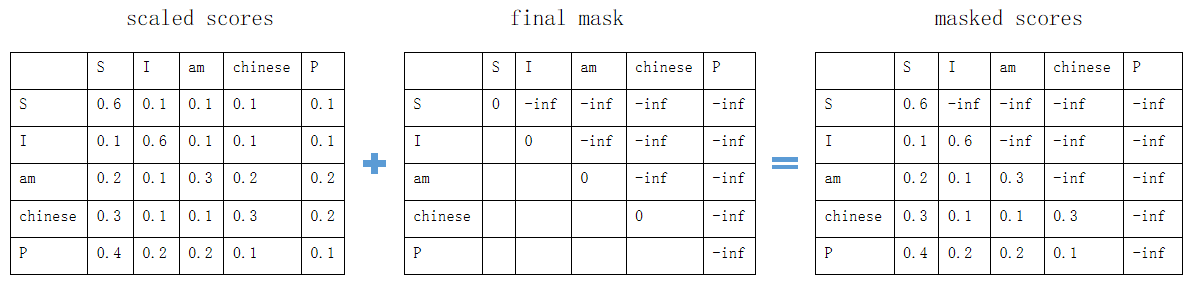 scaled scores final mask masked scores
S I am chinese P S I am chinese P S I am chinese P
S 0.6 0.1 0.1 0.1 0.1 S 0 -inf -inf -inf -inf S 0.6 -inf -inf -inf -inf
I 0.1 0.6 0.1 0.1 0.1 I 0 -inf -inf -inf I 0.1 0.6 -inf -inf -inf
am 0.2 0.1 0.3 0.2 0.2 am 0 -inf -inf am 0.2 0.1 0.3 -inf -inf
chinese 0.3 0.1 0.1 0.3 0.2 chinese 0 -inf chinese 0.3 0.1 0.1 0.3 -inf
P 0.4 0.2 0.2 0.1 0.1 P -inf P 0.4 0.2 0.2 0.1 -inf